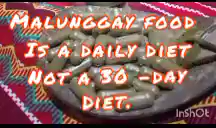 Malunggay food
Is a daily diet
not a 30 -day
diet.
InShOt